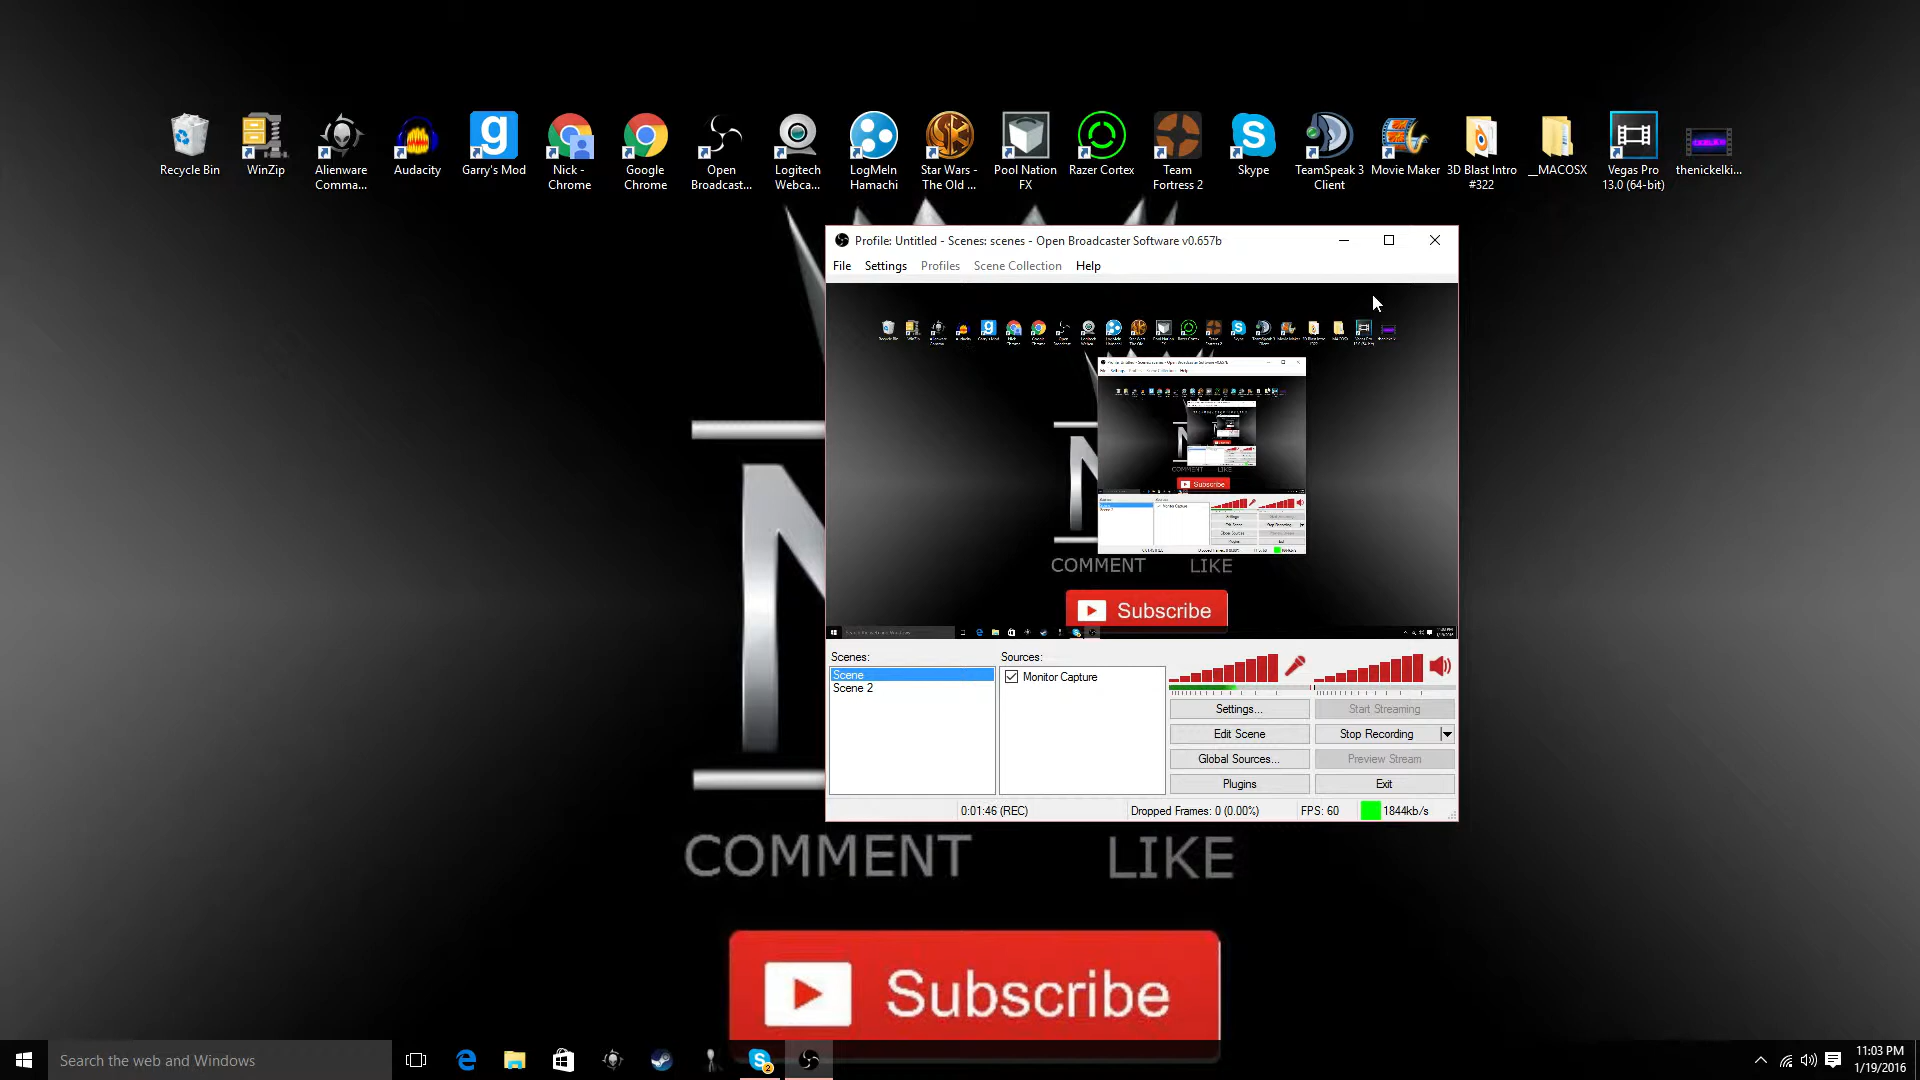 Recycle Bin
WinZip
Alienware
Comma...
Audacity
Garry's Mod
Nick -
Chrome
Google
Chrome
Open
Broadcast...
Logitech
Webca...
LogMeIn
Hamachi
Star Wars -
The Old ...
Pool Nation
FX
Razer Cortex
Team
Fortress 2
Skype
TeamSpeak 3
Client
Movie Maker
3D Blast Intro
#322
__MACOSX
Vegas Pro
13.0 (64-bit)
thenickelki...
Profile: Untitled - Scenes: scenes - Open Broadcaster Software v0.657b
File Settings Profiles Scene Collection Help
COMMENT LIKE
Subscribe
COMMENT LIKE
Subscribe
Scenes:
Scene
Scene 2
Sources:
Monitor Capture
Settings... Start Streaming
Edit Scene Stop Recording
Global Sources... Preview Stream
Plugins Exit
0:01:46 (REC) Dropped Frames: 0 (0.00%) FPS: 60 1844kb/s
N
COMMENT LIKE
Subscribe
Search the web and Windows
2
11:03 PM
1/19/2016